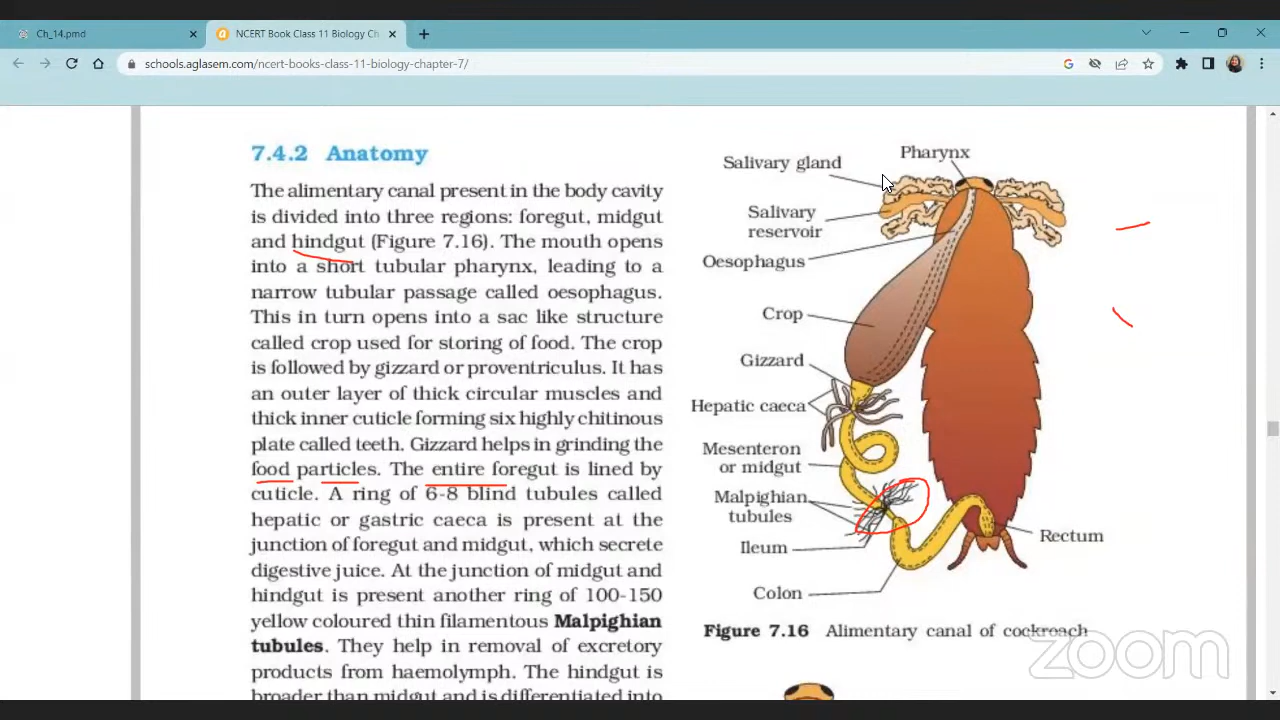 Ch_14.pmd
NCERT Book Class 11 Biology Ch
schools.aglasem.com/ncert-books-class-11-biology-chapter-7/
7.4.2 Anatomy
The alimentary canal present in the body cavity
is divided into three regions: foregut, midgut
and hindgut (Figure 7.16). The mouth opens
into a short tubular pharynx, leading to a
narrow tubular passage called oesophagus.
This in turn opens into a sac like structure
called crop used for storing of food. The crop
is followed by gizzard or proventriculus. It has
an outer layer of thick circular muscles and
thick inner cuticle forming six highly chitinous
plate called teeth. Gizzard helps in grinding the
food particles. The entire foregut is lined by
cuticle. A ring of 6-8 blind tubules called
hepatic or gastric caeca is present at the
junction of foregut and midgut, which secrete
digestive juice. At the junction of midgut and
hindgut is present another ring of 100-150
yellow coloured thin filamentous Malpighian
tubules. They help in removal of excretory
products from haemolymph. The hindgut is
broader than midgut and is differentiated into
Pharynx
Salivary gland
Salivary
reservoir
Oesophagus
Crop
Gizzard
Hepatic caeca
Mesenteron
or midgut
Malpighian
tubules
Ileum
Rectum
Colon
Figure 7.16 Alimentary canal of cockroach
zoom